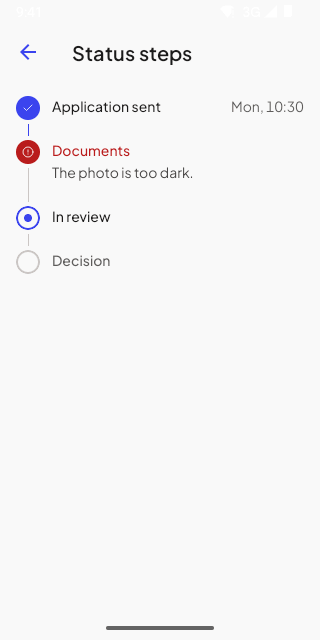 9:41
3G
Status steps
Application sent
Mon, 10:30
Documents
The photo is too dark.
In review
Decision